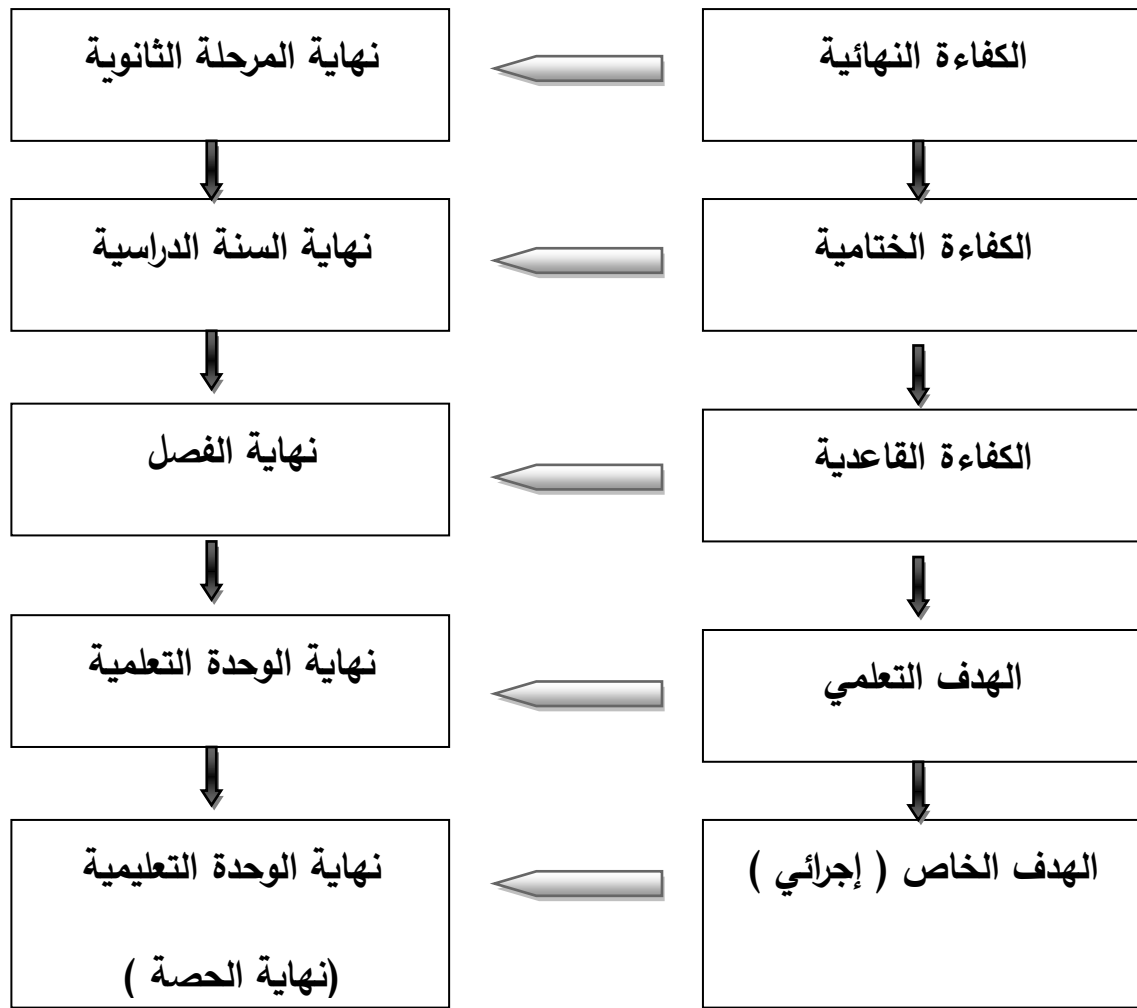 الكفاءة النهائية
نهاية المرحلة الثانوية
الكفاءة الختامية
نهاية السنة الدراسية
الكفاءة القاعدية
نهاية الفصل
الهدف التعلمي
نهاية الوحدة التعلمية
الهدف الخاص ( إجرائي )
نهاية الوحدة التعليمية
(نهاية الحصة )